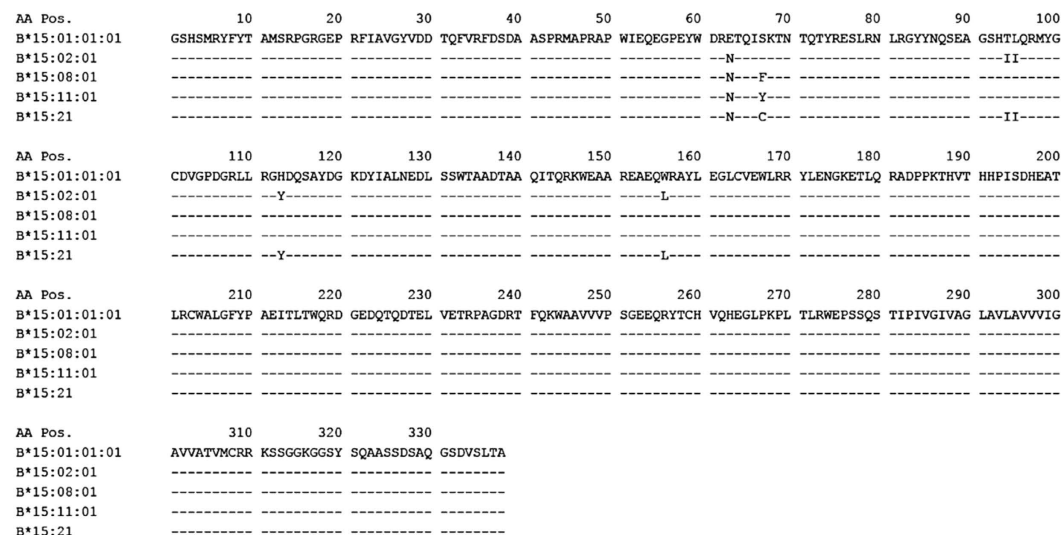 AA Pos. 10 20 30 40 50 60 70 80 90 100
B*15:01:01:01 GSHSMRYFYT AMSRPGRGEP RFIAVGYVDD TQFVRFDSDA ASPRMAPRAP WIEQEGPEYW DRETQISKTN TQTYRESLRN LRGYYNQSEA GSHTLQRMYG
B*15:02:01 ---------- ---------- ---------- ---------- ---------- ---------- --N------- ---------- ---------- ---II-----
B*15:08:01 ---------- ---------- ---------- ---------- ---------- ---------- --N---F--- ---------- ---------- ----------
B*15:11:01 ---------- ---------- ---------- ---------- ---------- ---------- --N---Y--- ---------- ---------- ----------
B*15:21 ---------- ---------- ---------- ---------- ---------- ---------- --N---C--- ---------- ---------- ---II-----
AA Pos. 110 120 130 140 150 160 170 180 190 200
B*15:01:01:01 CDVGPDGRLL RGHDQSAYDG KDYIALNEDL SSWTAADTAA QITQRKWEAA REAEQWRAYL EGLCVEWLRR YLENGKETLQ RADPPKTHVT HHPISDHEAT
B*15:02:01 ---------- --Y------- ---------- ---------- ---------- -----L---- ---------- ---------- ---------- ----------
B*15:08:01 ---------- ---------- ---------- ---------- ---------- ---------- ---------- ---------- ---------- ----------
B*15:11:01 ---------- ---------- ---------- ---------- ---------- ---------- ---------- ---------- ---------- ----------
B*15:21 ---------- --Y------- ---------- ---------- ---------- -----L---- ---------- ---------- ---------- ----------
AA Pos. 210 220 230 240 250 260 270 280 290 300
B*15:01:01:01 LRCWALGFYP AEITLTWQRD GEDQTQDTEL VETRPAGDRT FQKWAAVVVP SGEEQRYTCH VQHEGLPKPL TLRWEPSSQS TIPIVGIVAG LAVLAVVVIG
B*15:02:01 ---------- ---------- ---------- ---------- ---------- ---------- ---------- ---------- ---------- ----------
B*15:08:01 ---------- ---------- ---------- ---------- ---------- ---------- ---------- ---------- ---------- ----------
B*15:11:01 ---------- ---------- ---------- ---------- ---------- ---------- ---------- ---------- ---------- ----------
B*15:21 ---------- ---------- ---------- ---------- ---------- ---------- ---------- ---------- ---------- ----------
AA Pos. 310 320 330
B*15:01:01:01 AVVATVMCRR KSSGGKGGSY SQAASSDSAQ GSDVSLTA
B*15:02:01 ---------- ---------- ---------- --------
B*15:08:01 ---------- ---------- ---------- --------
B*15:11:01 ---------- ---------- ---------- --------
B*15:21 ---------- ---------- ---------- --------